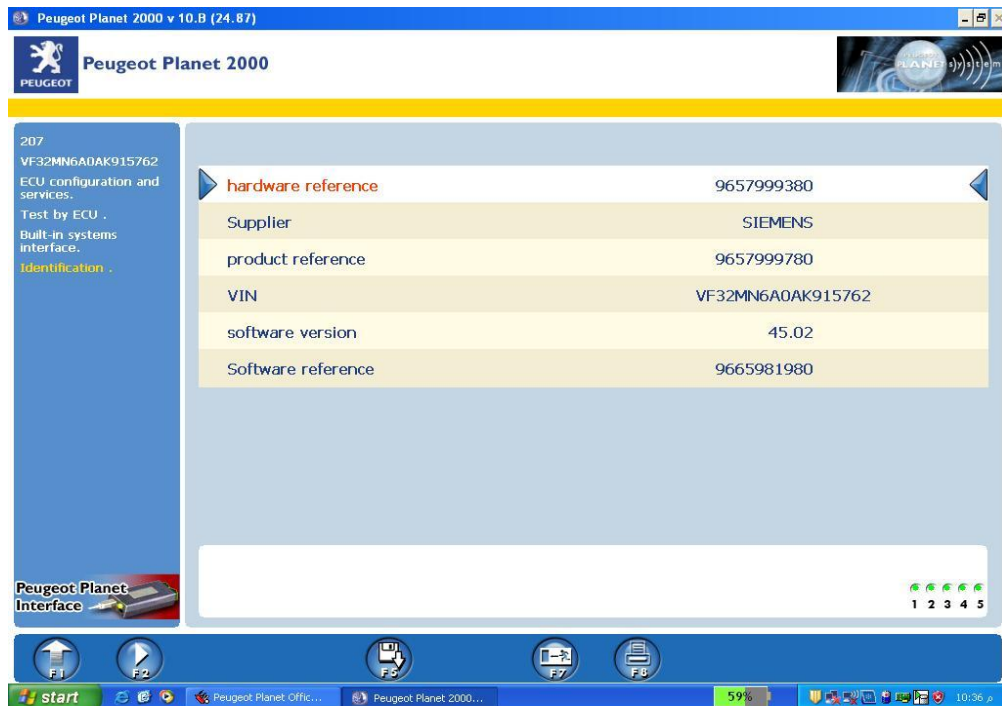 Peugeot Planet 2000 v 10.B (24.87)
PEUGEOT
Peugeot Planet 2000
PLANET s)y)s)t)e)m
207
VF32MN6A0AK915762
ECU configuration and
services.
Test by ECU .
Built-in systems
interface.
Identification .
hardware reference 9657999380
Supplier SIEMENS
product reference 9657999780
VIN VF32MN6A0AK915762
software version 45.02
Software reference 9665981980
Peugeot Planet
Interface
1 2 3 4 5
F1 F2 F5 F7 F8
start Peugeot Planet Offic... Peugeot Planet 2000... 59% 10:36 م